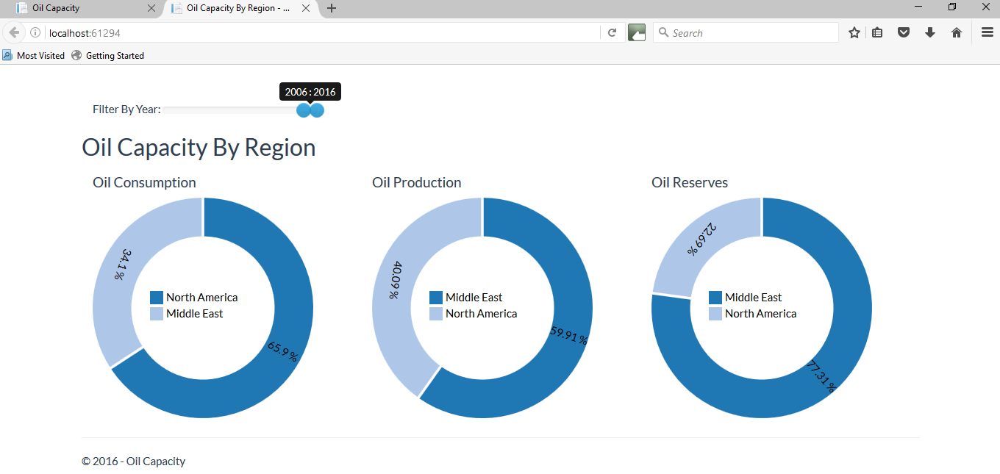 Oil Capacity
Oil Capacity By Region - ...
localhost:61294
Search
Most Visited
Getting Started
2006 : 2016
Filter By Year:
Oil Capacity By Region
Oil Consumption
34.1 %
North America
Middle East
65.9 %
Oil Production
40.09 %
Middle East
North America
59.91 %
Oil Reserves
22.69 %
Middle East
North America
77.31 %
© 2016 - Oil Capacity